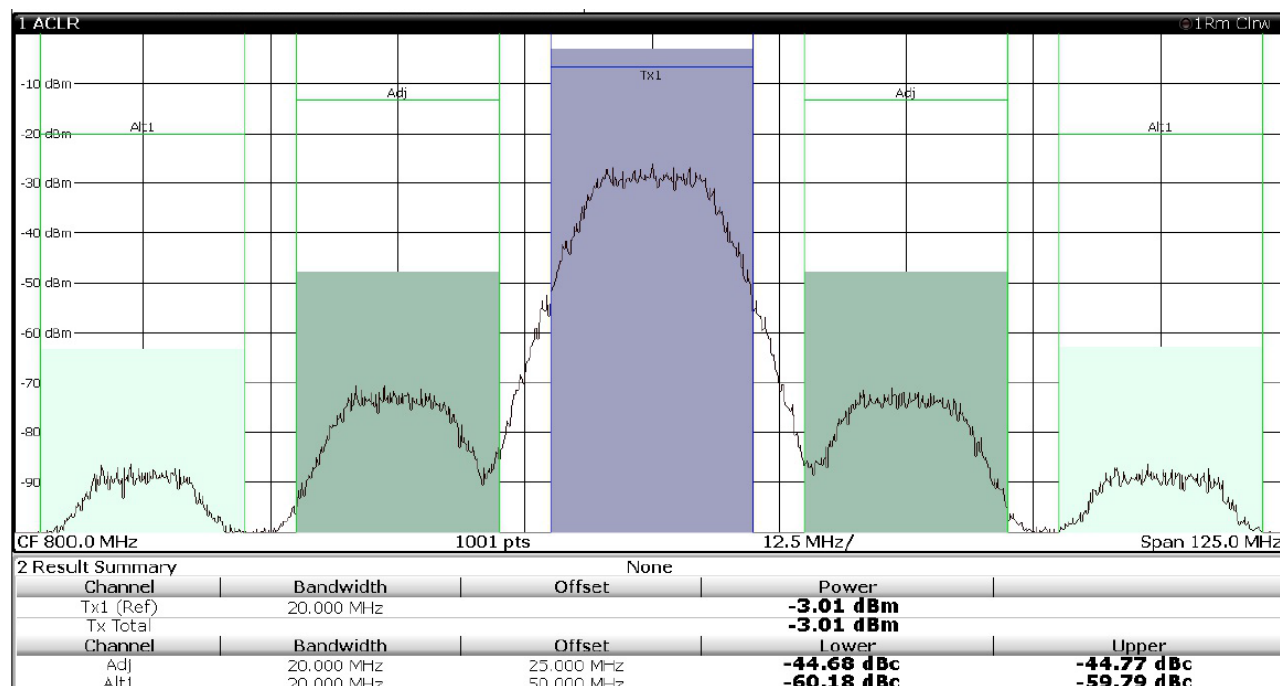 1 ACLR 1Rm Clrw
Tx1
-10 dBm
Adj Adj
Alt1 Alt1
-20 dBm
-30 dBm
-40 dBm
-50 dBm
-60 dBm
-70
-80
-90
CF 800.0 MHz 1001 pts 12.5 MHz/ Span 125.0 MHz
2 Result Summary None
Channel Bandwidth Offset Power
Tx1 (Ref) 20.000 MHz -3.01 dBm
Tx Total -3.01 dBm
Channel Bandwidth Offset Lower Upper
Adj 20.000 MHz 25.000 MHz -44.68 dBc -44.77 dBc
Alt1 20.000 MHz 50.000 MHz -60.18 dBc -59.79 dBc